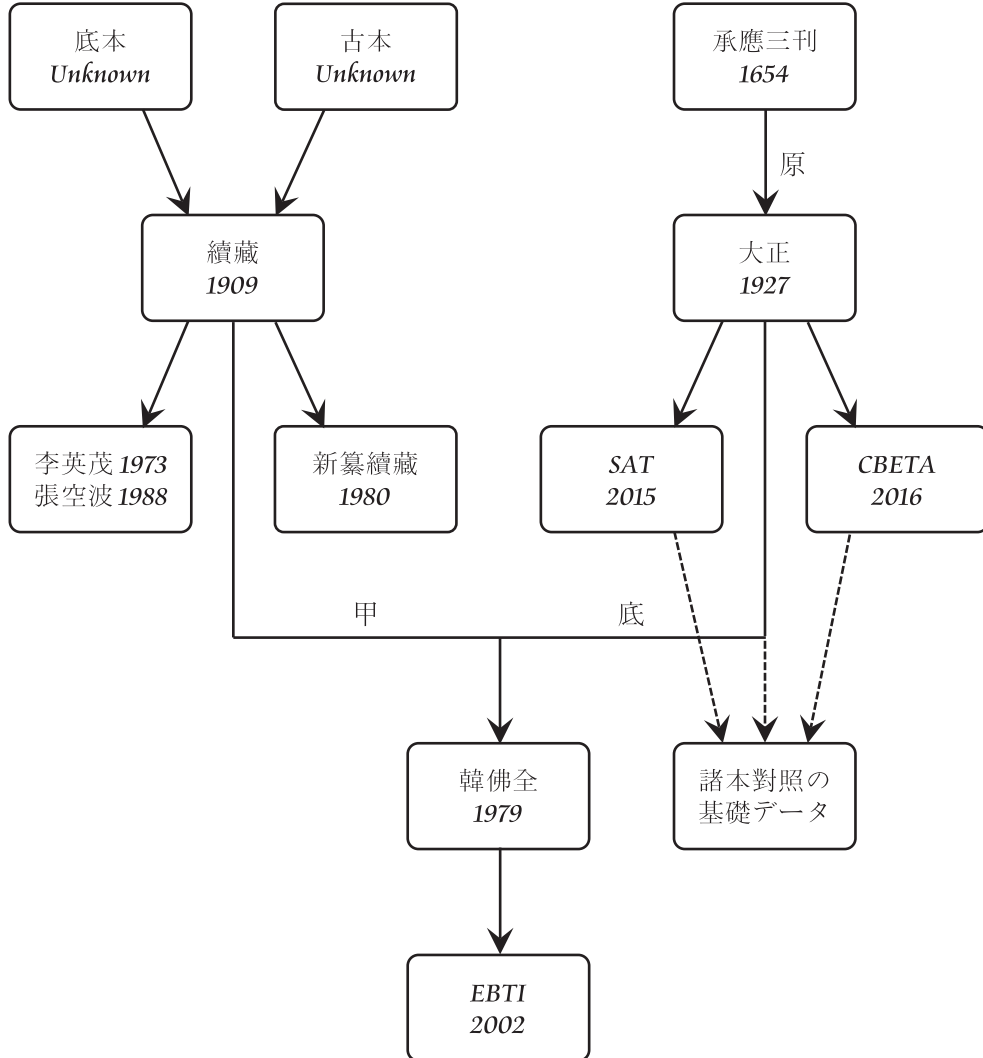 底本
Unknown
古本
Unknown
承應三刊
1654
原
續藏
1909
大正
1927
李英茂 1973
張空波 1988
新纂續藏
1980
SAT
2015
CBETA
2016
甲
底
韓佛全
1979
諸本對照の
基礎データ
EBTI
2002